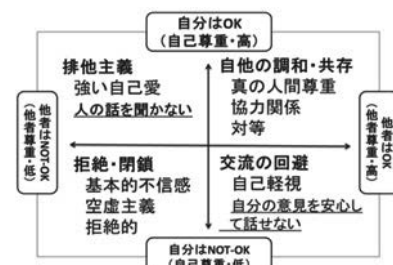 自分はOK
(自己尊重・高)
排他主義
強い自己愛
人の話を聞かない
自他の調和・共存
真の人間尊重
協力関係
対等
他者はNOT-OK
(他者尊重・低)
他者はOK
(他者尊重・高)
拒絶・閉鎖
基本的不信感
空虚主義
拒絶的
交流の回避
自己軽視
自分の意見を安心し
て話せない
自分はNOT-OK
(自己尊重・低)